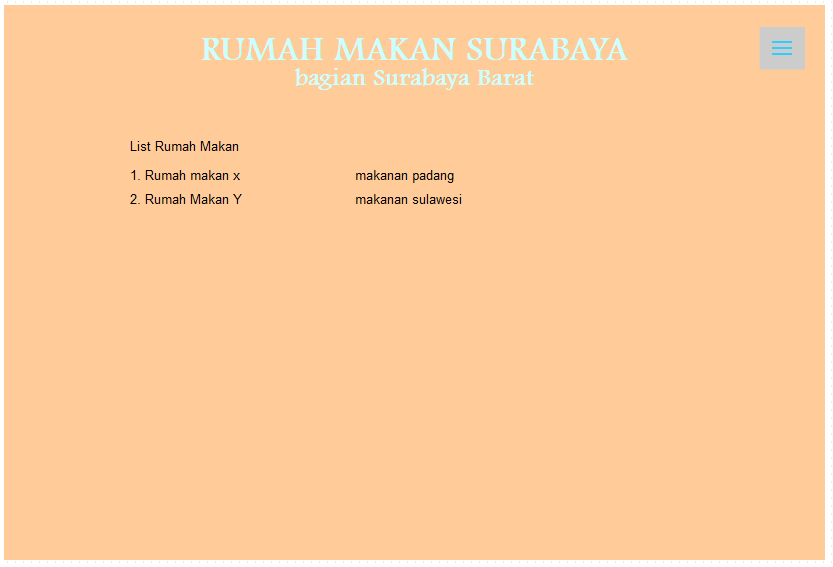 RUMAH MAKAN SURABAYA
bagian Surabaya Barat
List Rumah Makan
1. Rumah makan x makanan padang
2. Rumah Makan Y makanan sulawesi